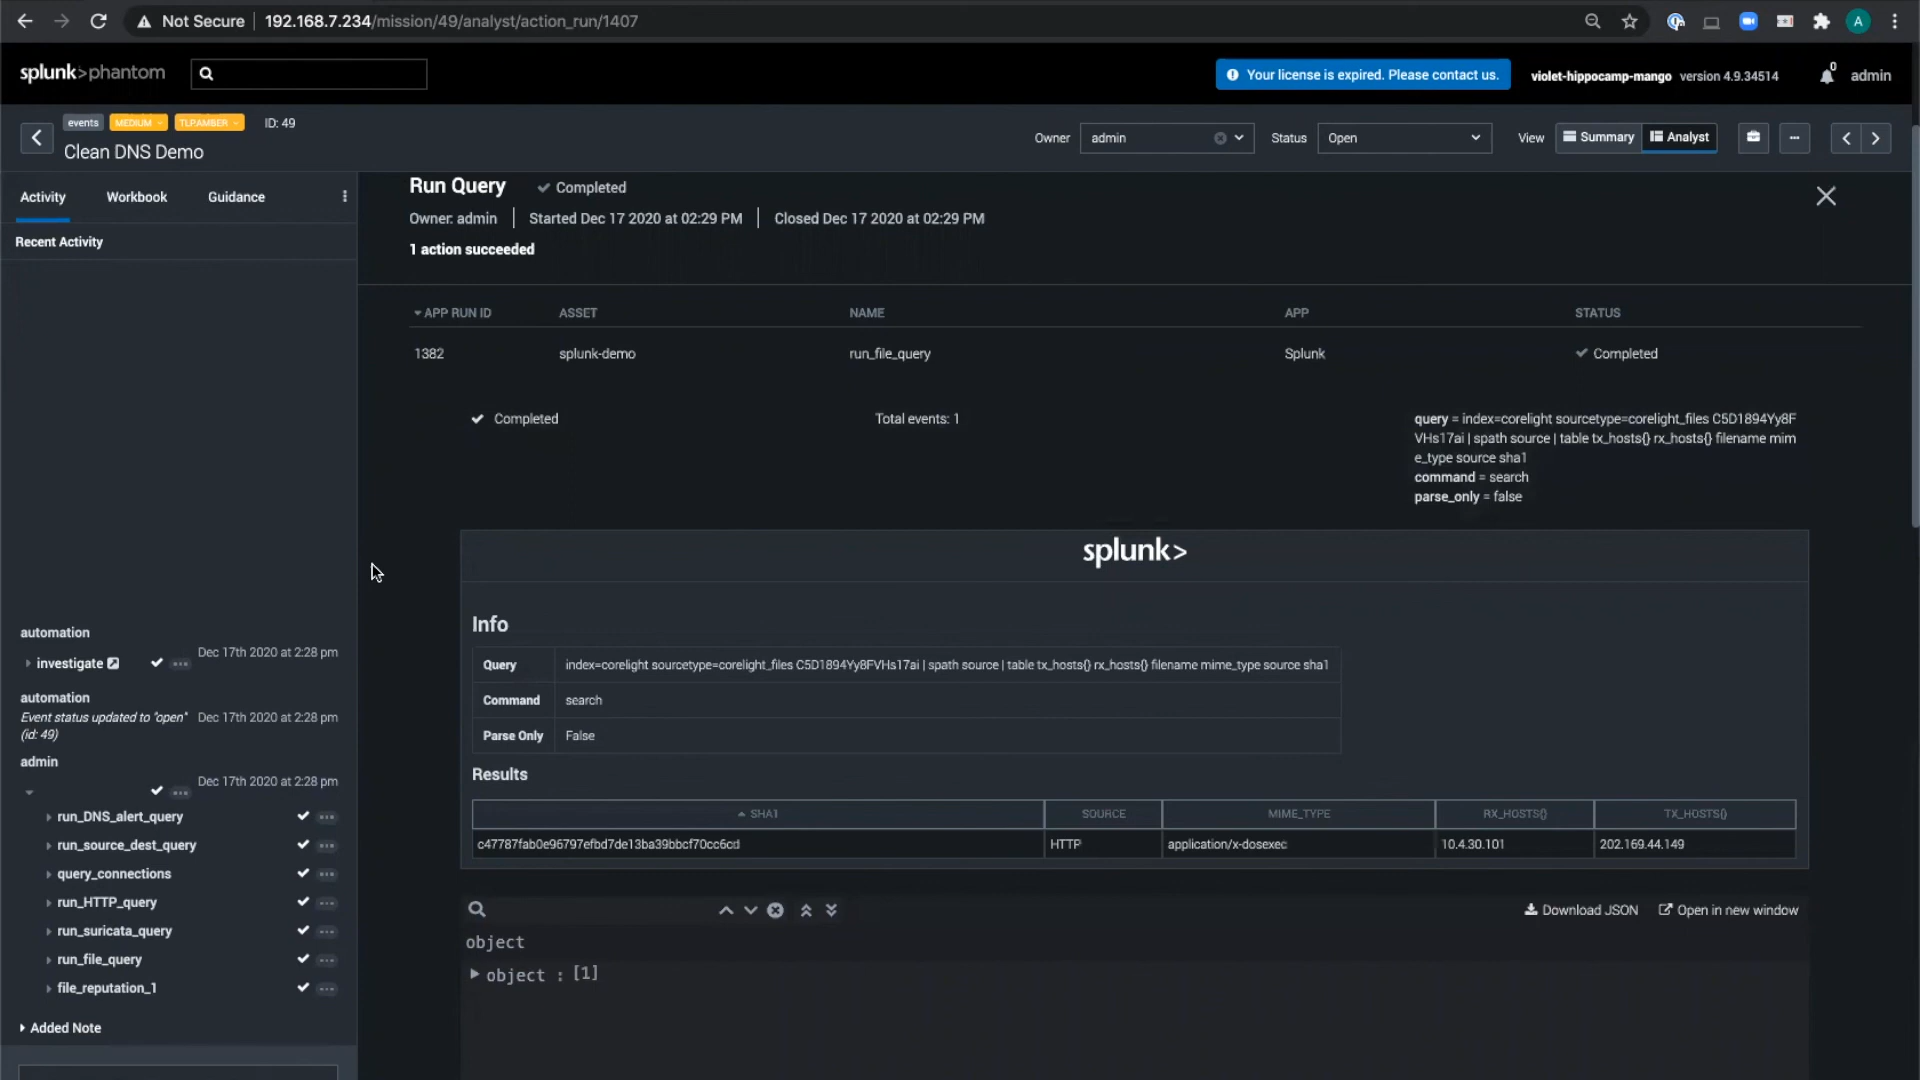 Not Secure | 192.168.7.234/mission/49/analyst/action_run/1407
A
splunk>phantom
Your license is expired. Please contact us.
violet-hippocamp-mango version 4.9.34514
0
admin
events MEDIUM TLP:AMBER ID: 49
Clean DNS Demo
Owner admin
Status Open
View Summary Analyst
Activity Workbook Guidance
Recent Activity
automation
investigate
Dec 17th 2020 at 2:28 pm
automation
Event status updated to "open" (id: 49)
Dec 17th 2020 at 2:28 pm
admin
Dec 17th 2020 at 2:28 pm
run_DNS_alert_query
run_source_dest_query
query_connections
run_HTTP_query
run_suricata_query
run_file_query
file_reputation_1
Added Note
Run Query Completed
Owner: admin | Started Dec 17 2020 at 02:29 PM | Closed Dec 17 2020 at 02:29 PM
1 action succeeded
APP RUN ID ASSET NAME APP STATUS
1382 splunk-demo run_file_query Splunk Completed
Completed
Total events: 1
query = index=corelight sourcetype=corelight_files C5D1894Yy8F
VHs17ai | spath source | table tx_hosts{} rx_hosts{} filename mim
e_type source sha1
command = search
parse_only = false
splunk>
Info
Query index=corelight sourcetype=corelight_files C5D1894Yy8FVHs17ai | spath source | table tx_hosts{} rx_hosts{} filename mime_type source sha1
Command search
Parse Only False
Results
SHA1 SOURCE MIME_TYPE RX_HOSTS{} TX_HOSTS{}
c47787fab0e96797efbd7de13ba39bbcf70cc6cd HTTP application/x-dosexec 10.4.30.101 202.169.44.149
Download JSON Open in new window
object
object : [1]